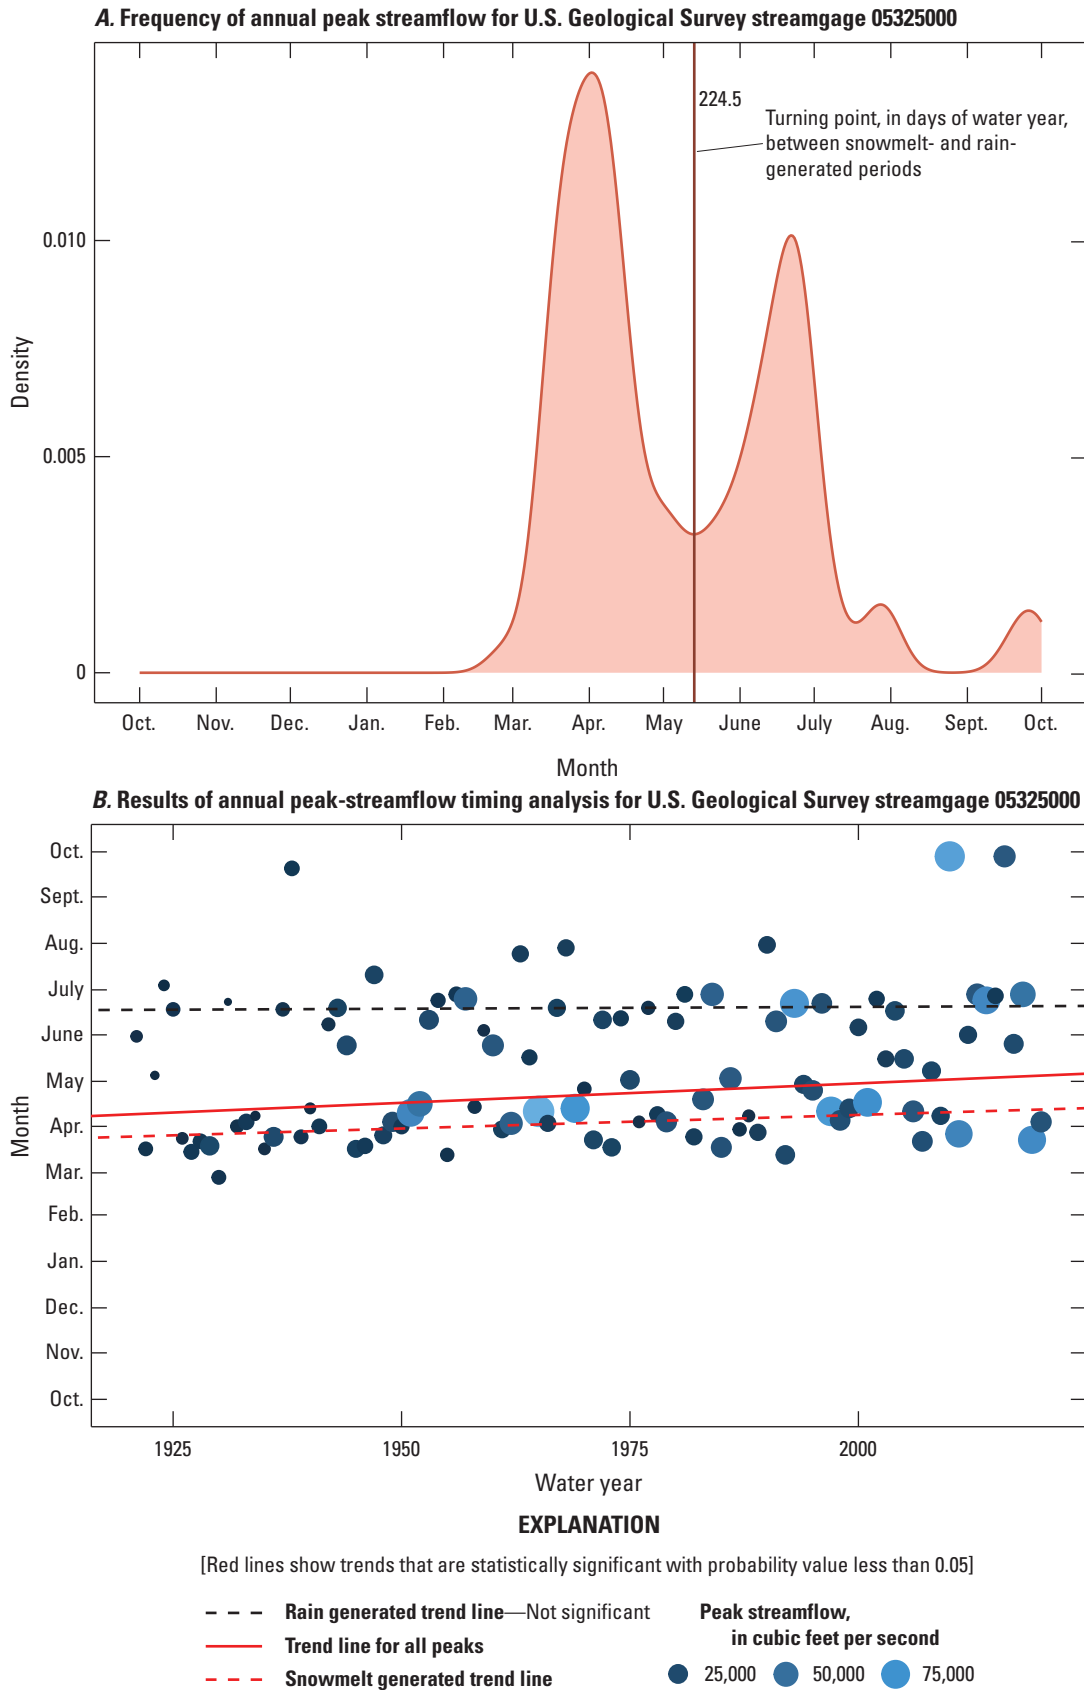 A. Frequency of annual peak streamflow for U.S. Geological Survey streamgage 05325000
224.5
Turning point, in days of water year,
between snowmelt- and rain-
generated periods
0.010
0.005
0
Density
Oct. Nov. Dec. Jan. Feb. Mar. Apr. May June July Aug. Sept. Oct.
Month
B. Results of annual peak-streamflow timing analysis for U.S. Geological Survey streamgage 05325000
Oct.
Sept.
Aug.
July
June
May
Apr.
Mar.
Feb.
Jan.
Dec.
Nov.
Oct.
Month
1925 1950 1975 2000
Water year
EXPLANATION
[Red lines show trends that are statistically significant with probability value less than 0.05]
Rain generated trend line—Not significant
Trend line for all peaks
Snowmelt generated trend line
Peak streamflow,
in cubic feet per second
25,000 50,000 75,000